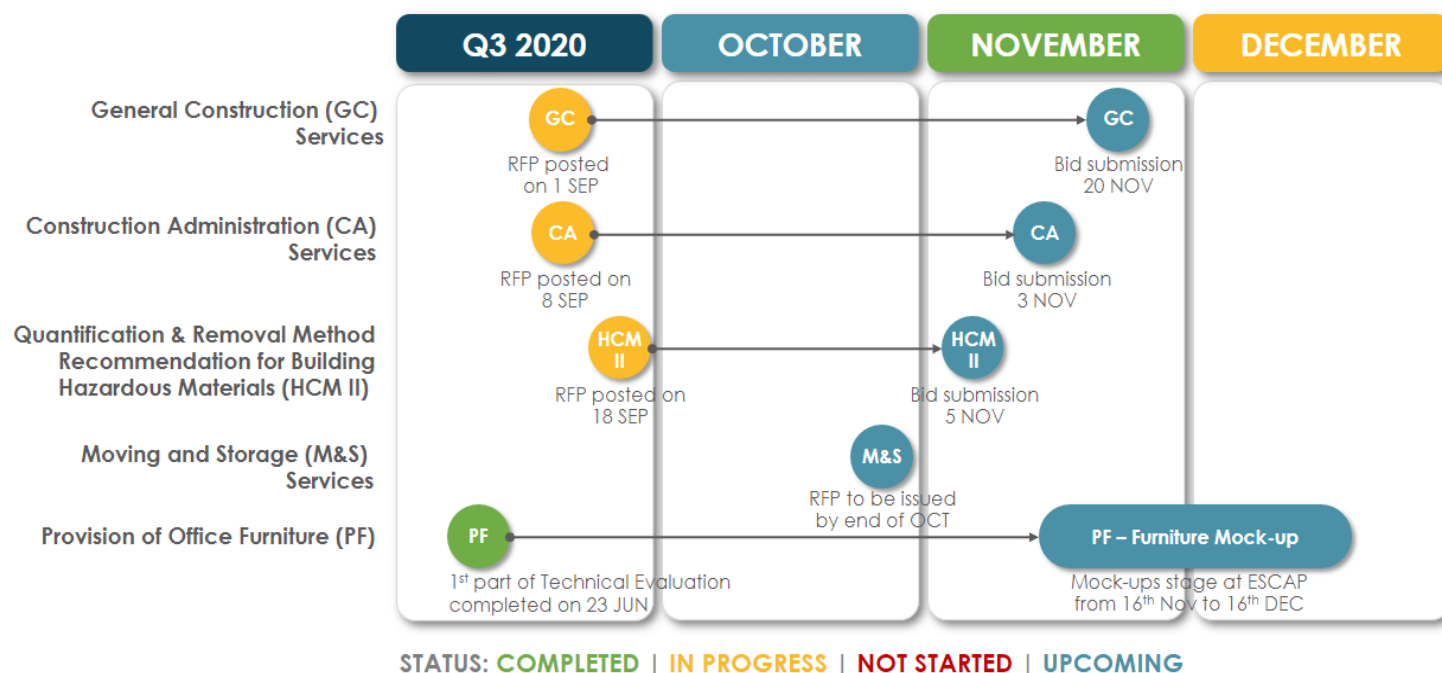 Q3 2020
OCTOBER
NOVEMBER
DECEMBER
General Construction (GC)
Services
GC
RFP posted
on 1 SEP
GC
Bid submission
20 NOV
Construction Administration (CA)
Services
CA
RFP posted on
8 SEP
CA
Bid submission
3 NOV
Quantification & Removal Method
Recommendation for Building
Hazardous Materials (HCM II)
HCM
II
RFP posted on
18 SEP
HCM
II
Bid submission
5 NOV
Moving and Storage (M&S)
Services
M&S
RFP to be issued
by end of OCT
Provision of Office Furniture (PF)
PF
1st part of Technical Evaluation
completed on 23 JUN
PF – Furniture Mock-up
Mock-ups stage at ESCAP
from 16th Nov to 16th DEC
STATUS: COMPLETED | IN PROGRESS | NOT STARTED | UPCOMING